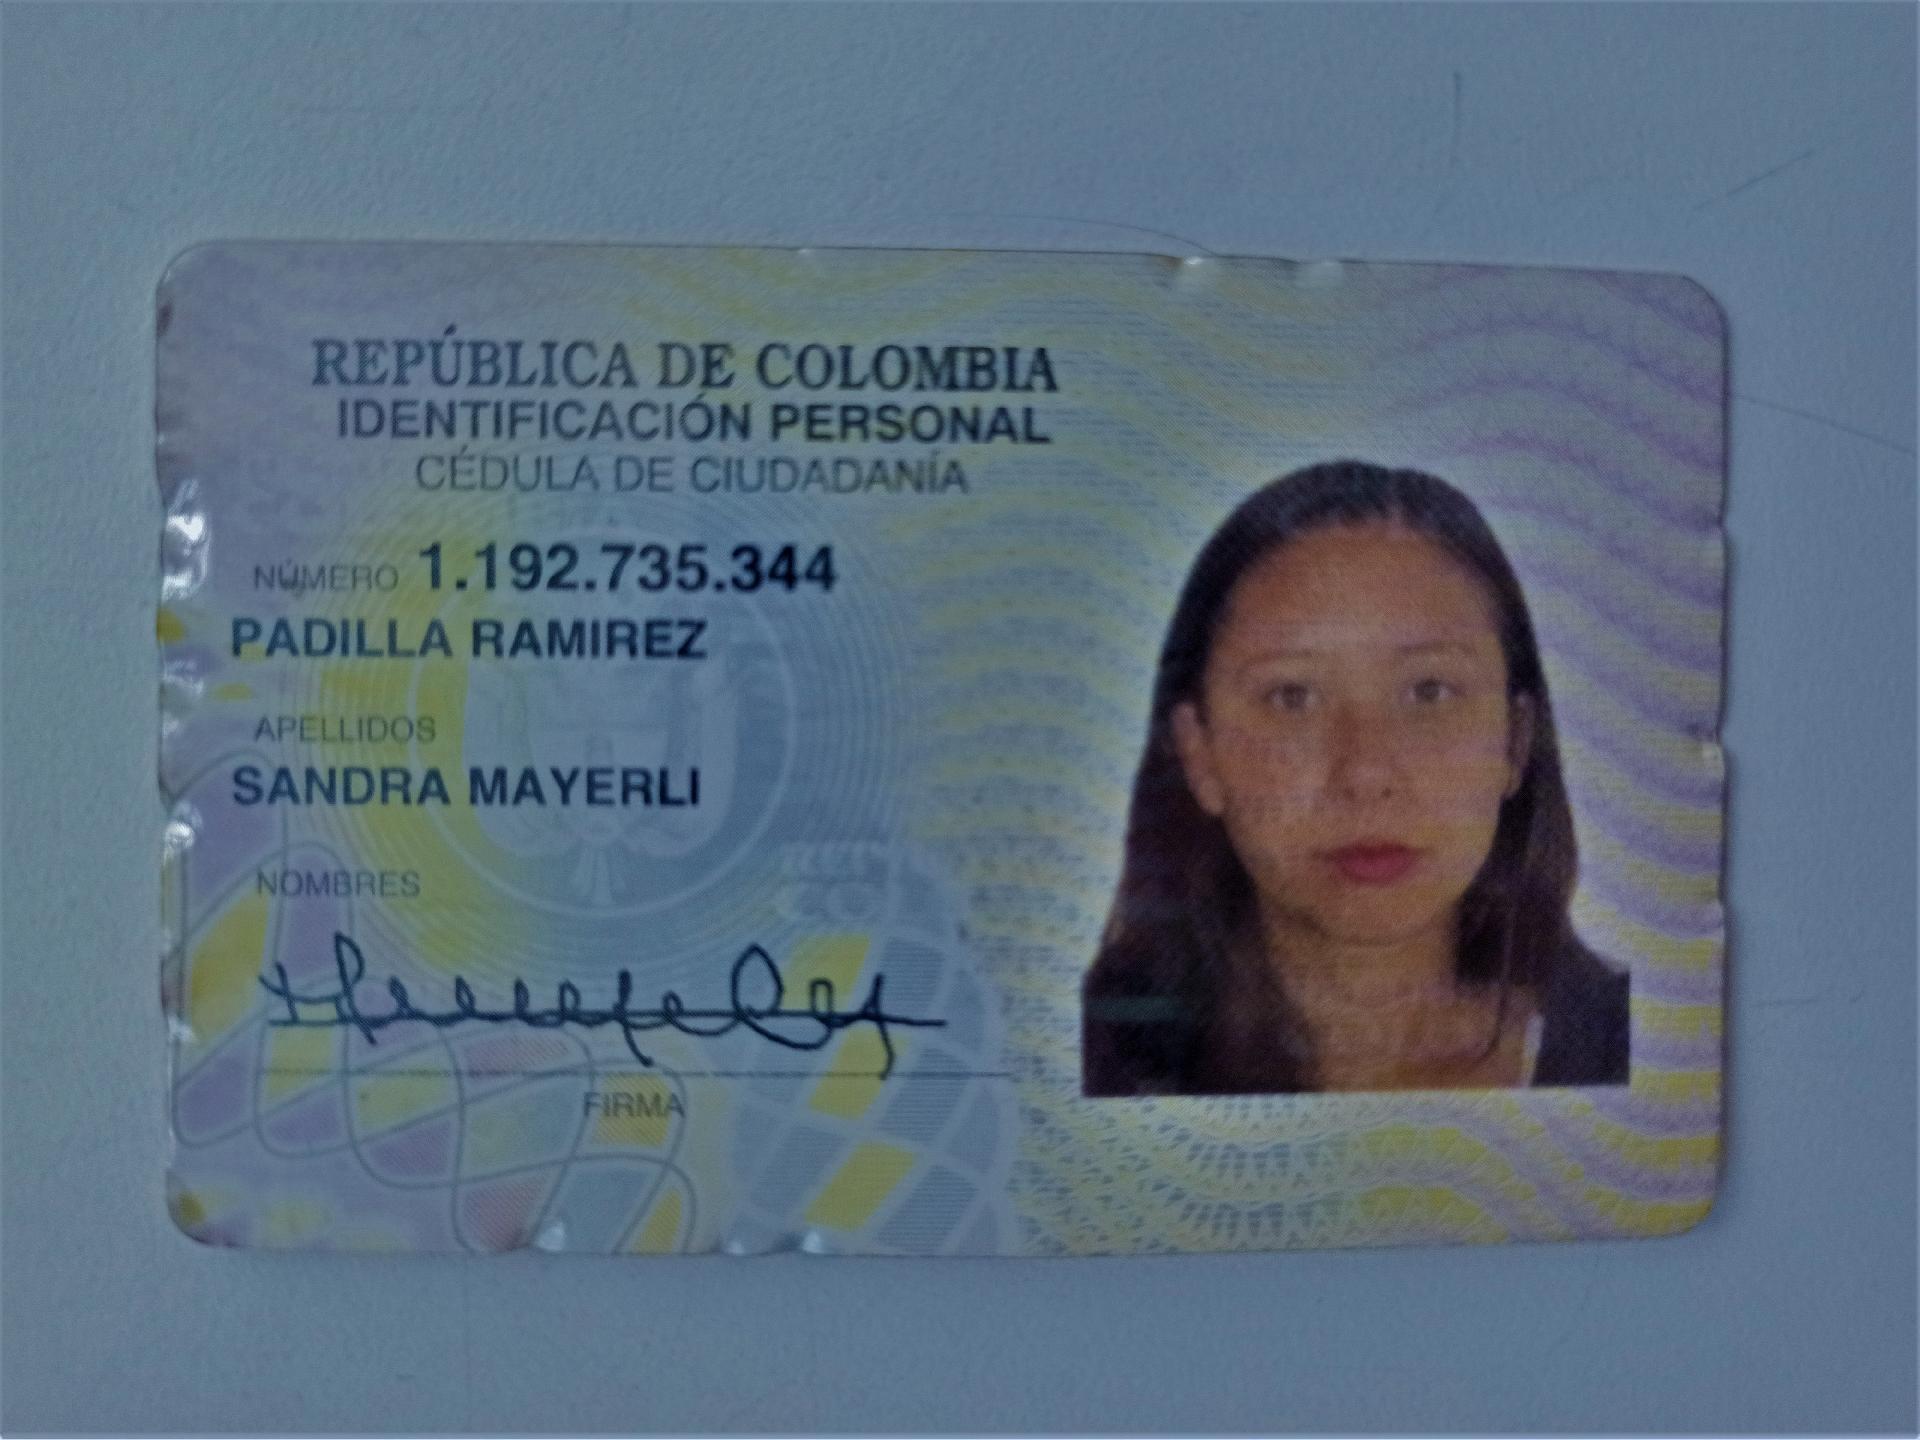 REPÚBLICA DE COLOMBIA
IDENTIFICACIÓN PERSONAL
CÉDULA DE CIUDADANÍA
NÚMERO 1.192.735.344
PADILLA RAMIREZ
APELLIDOS
SANDRA MAYERLI
NOMBRES
FIRMA